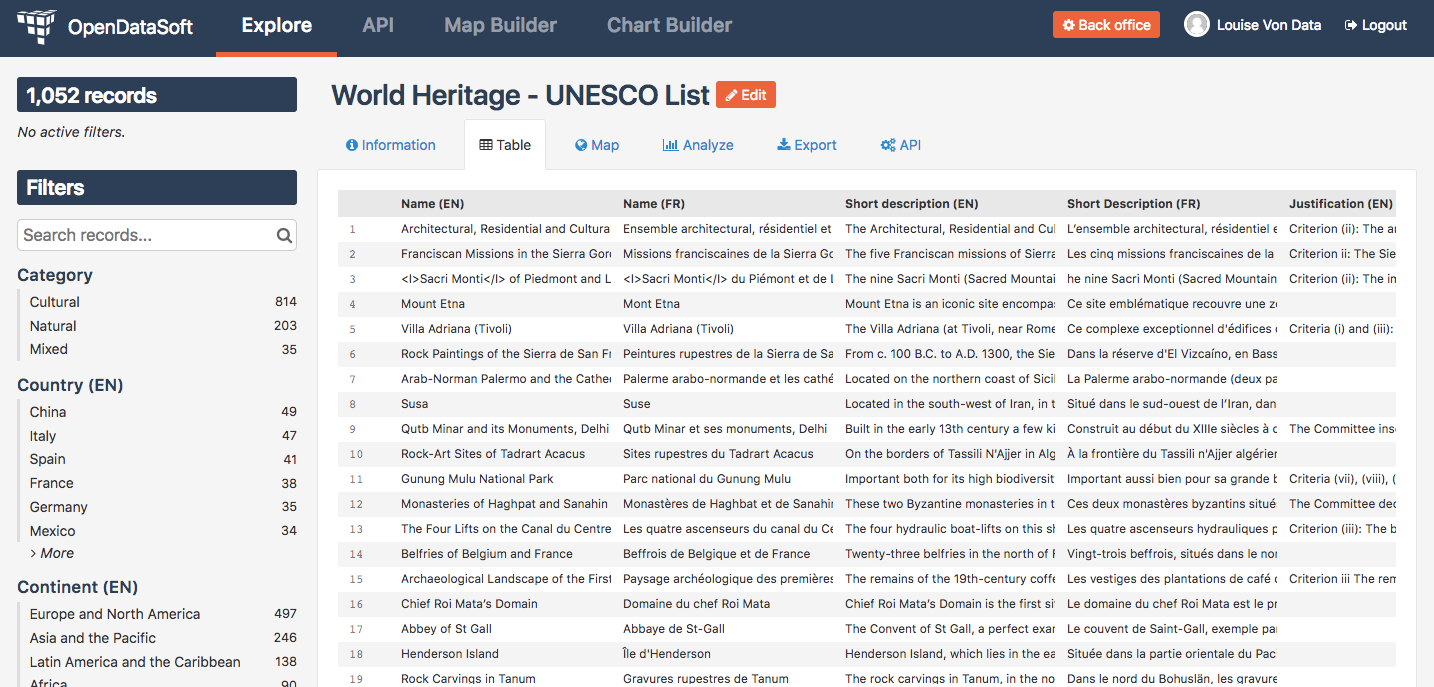 OpenDataSoft Explore API Map Builder Chart Builder Back office Louise Von Data Logout
1,052 records
No active filters.
Filters
Search records...
Category
Cultural 814
Natural 203
Mixed 35
Country (EN)
China 49
Italy 47
Spain 41
France 38
Germany 35
Mexico 34
> More
Continent (EN)
Europe and North America 497
Asia and the Pacific 246
Latin America and the Caribbean 138
Africa 90
World Heritage - UNESCO List Edit
Information Table Map Analyze Export API
Name (EN) Name (FR) Short description (EN) Short Description (FR) Justification (EN)
1 Architectural, Residential and Cultura Ensemble architectural, résidentiel et The Architectural, Residential and Cul L'ensemble architectural, résidentiel e Criterion (ii): The ar
2 Franciscan Missions in the Sierra Gor Missions franciscaines de la Sierra Go The five Franciscan missions of Sierra Les cinq missions franciscaines de la Criterion ii: The Sie
3 <I>Sacri Monti</I> of Piedmont and L <I>Sacri Monti</I> du Piémont et de L The nine Sacri Monti (Sacred Mountai he nine Sacri Monti (Sacred Mountain Criterion (ii): The im
4 Mount Etna Mont Etna Mount Etna is an iconic site encompas Ce site emblématique recouvre une zo
5 Villa Adriana (Tivoli) Villa Adriana (Tivoli) The Villa Adriana (at Tivoli, near Rome Ce complexe exceptionnel d'édifices c Criteria (i) and (iii):
6 Rock Paintings of the Sierra de San Fr Peintures rupestres de la Sierra de Sa From c. 100 B.C. to A.D. 1300, the Sie Dans la réserve d'El Vizcaíno, en Bass
7 Arab-Norman Palermo and the Cathe Palerme arabo-normande et les cathé Located on the northern coast of Sicil La Palerme arabo-normande (deux pa
8 Susa Suse Located in the south-west of Iran, in t Situé dans le sud-ouest de l'Iran, dan
9 Qutb Minar and its Monuments, Delhi Qutb Minar et ses monuments, Delhi Built in the early 13th century a few ki Construit au début du XIIIe siècles à q The Committee ins
10 Rock-Art Sites of Tadrart Acacus Sites rupestres du Tadrart Acacus On the borders of Tassili N'Ajjer in Alg À la frontière du Tassili n'Ajjer algérien
11 Gunung Mulu National Park Parc national du Gunung Mulu Important both for its high biodiversit Important aussi bien pour sa grande b Criteria (vii), (viii), (
12 Monasteries of Haghpat and Sanahin Monastères de Haghbat et de Sanahin These two Byzantine monasteries in t Ces deux monastères byzantins situé The Committee dec
13 The Four Lifts on the Canal du Centre Les quatre ascenseurs du canal du Ce The four hydraulic boat-lifts on this sh Les quatre ascenseurs hydrauliques p Criterion (iii): The b
14 Belfries of Belgium and France Beffrois de Belgique et de France Twenty-three belfries in the north of F Vingt-trois beffrois, situés dans le nor
15 Archaeological Landscape of the First Paysage archéologique des premières The remains of the 19th-century coffe Les vestiges des plantations de café c Criterion iii The rem
16 Chief Roi Mata's Domain Domaine du chef Roi Mata Chief Roi Mata's Domain is the first si Le domaine du chef Roi Mata est le pr
17 Abbey of St Gall Abbaye de St-Gall The Convent of St Gall, a perfect exar Le couvent de Saint-Gall, exemple par
18 Henderson Island Île d'Henderson Henderson Island, which lies in the ea Située dans la partie orientale du Pac
19 Rock Carvings in Tanum Gravures rupestres de Tanum The rock carvings in Tanum, in the no Dans le nord du Bohuslän, les gravure